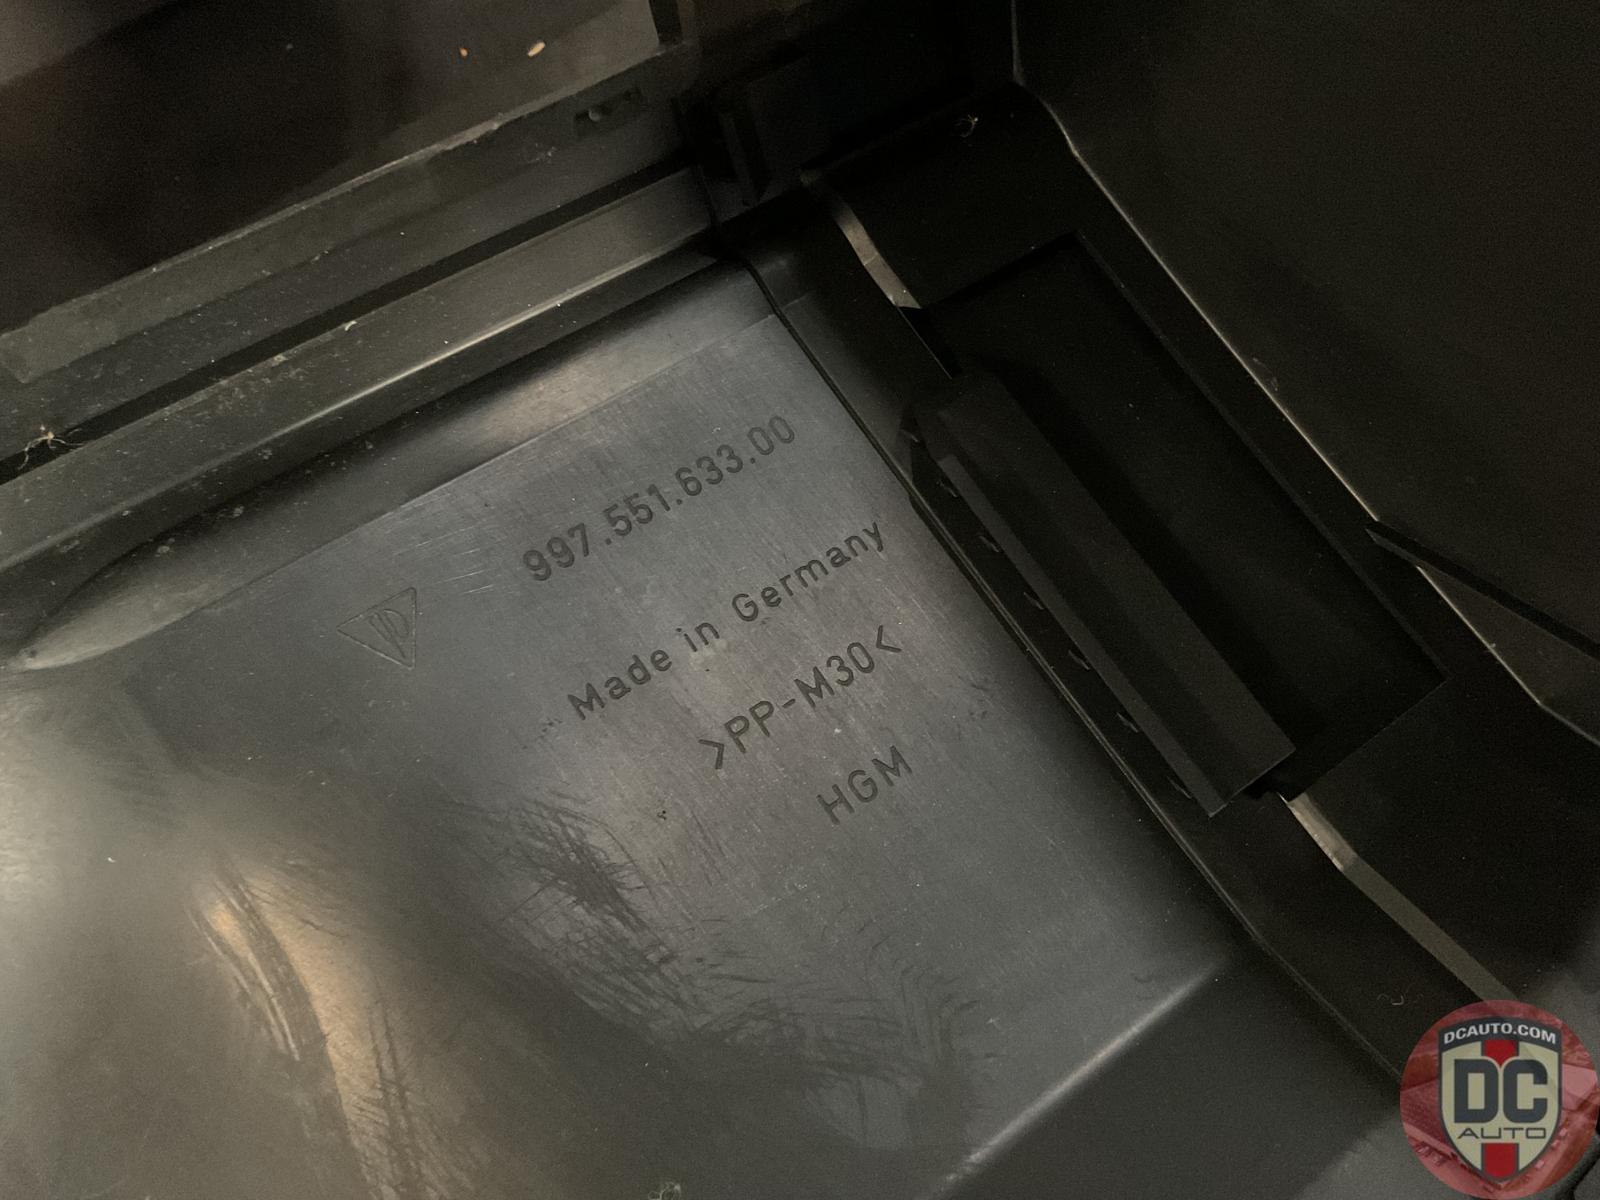 997.551.633.00
Made in Germany
>PP-M30<
HGM
DCAUTO.COM
DC
AUTO